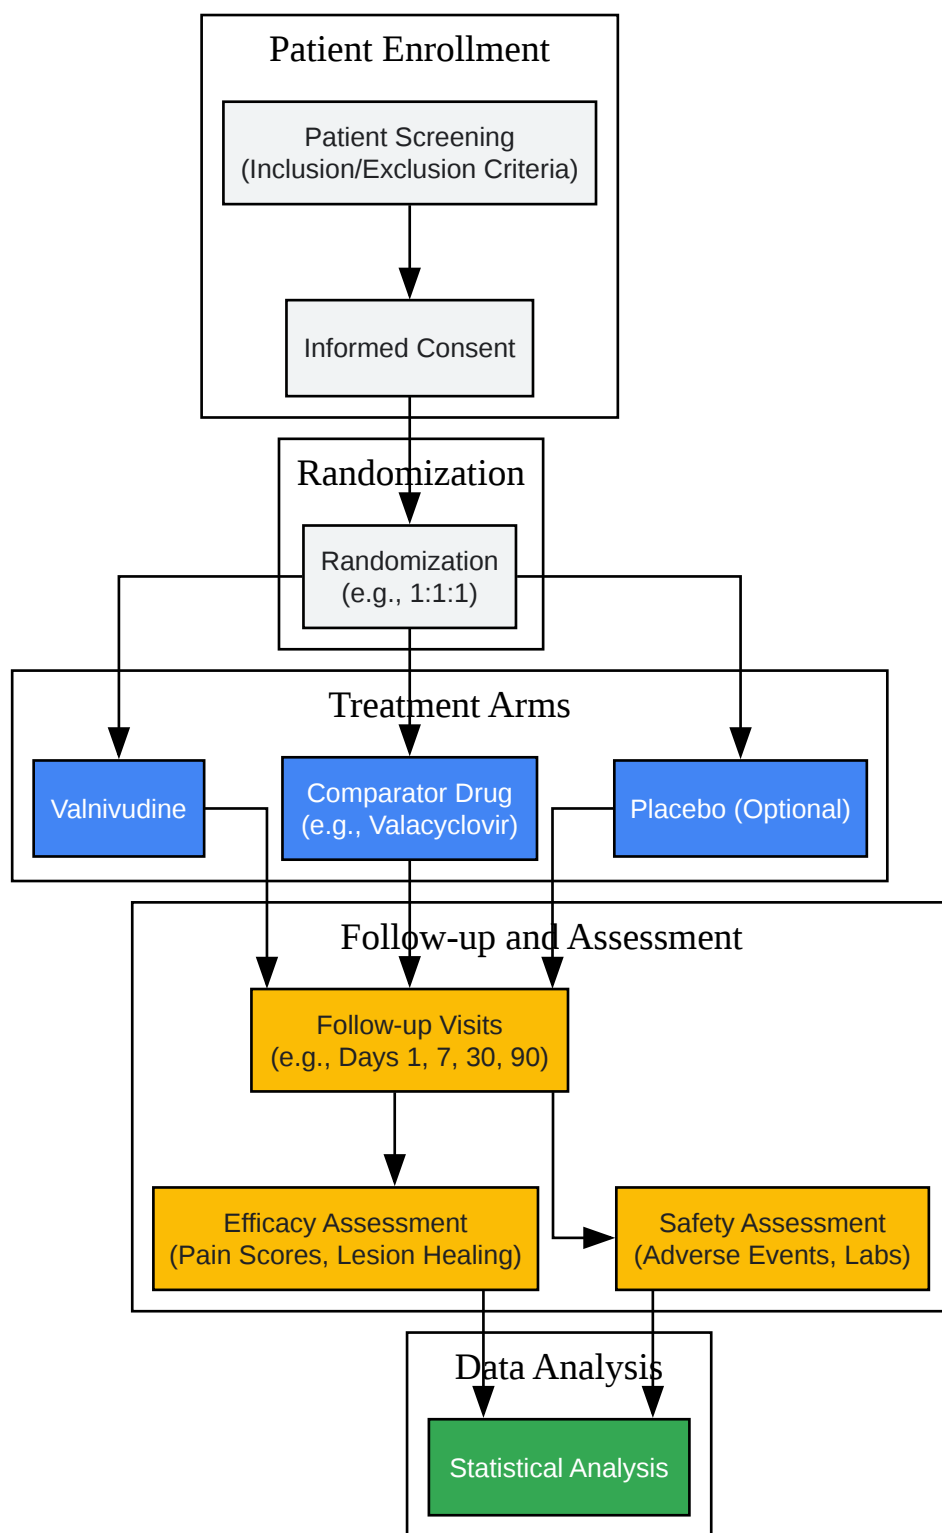 Patient Enrollment
Patient Screening
(Inclusion/Exclusion Criteria)
Informed Consent
Randomization
Randomization
(e.g., 1:1:1)
Treatment Arms
Valnivudine
Comparator Drug
(e.g., Valacyclovir)
Placebo (Optional)
Follow-up and Assessment
Follow-up Visits
(e.g., Days 1, 7, 30, 90)
Efficacy Assessment
(Pain Scores, Lesion Healing)
Safety Assessment
(Adverse Events, Labs)
Data Analysis
Statistical Analysis